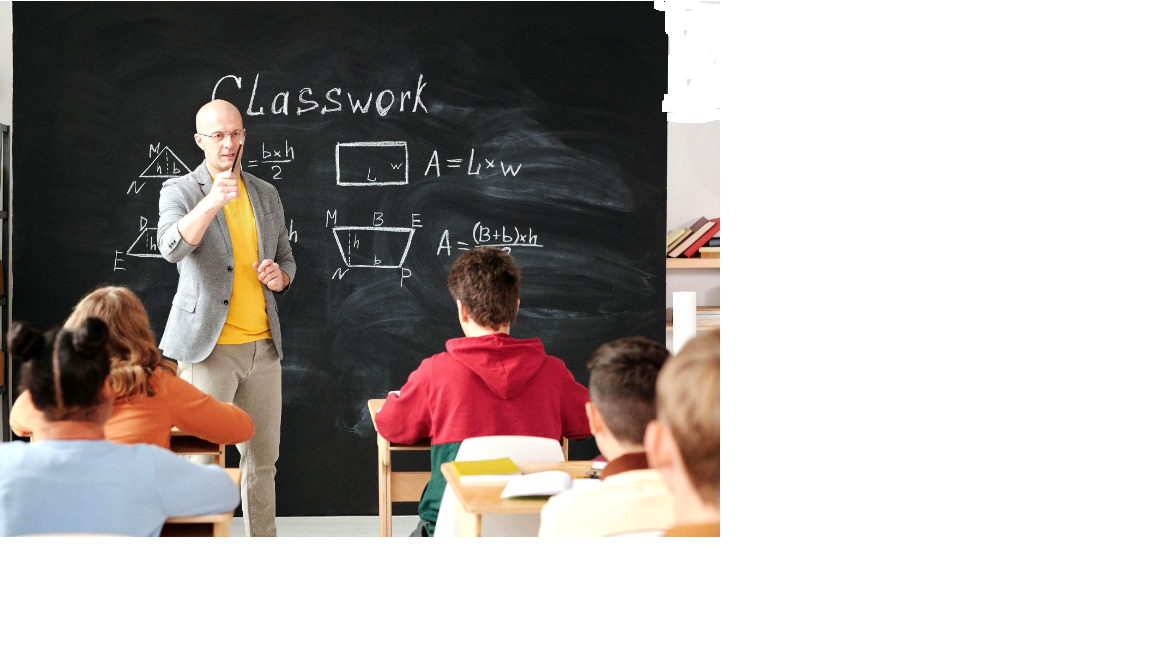 Classwork
M
h b
N
= b×h
2
w
L
A = L×w
D
h
E
h
M B E
h
b
N P
A = (B+b)×h